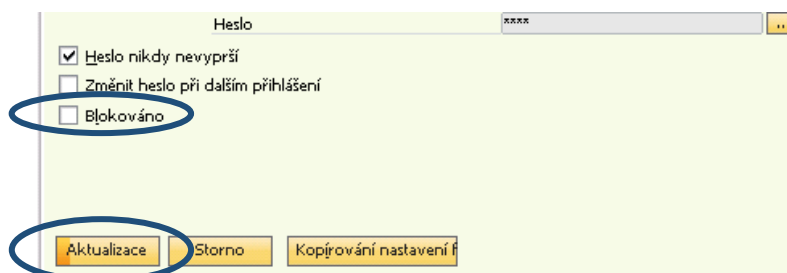 Heslo **** ..
Heslo nikdy nevyprší
Změnit heslo při dalším přihlášení
Blokováno
Aktualizace Storno Kopírování nastavení f